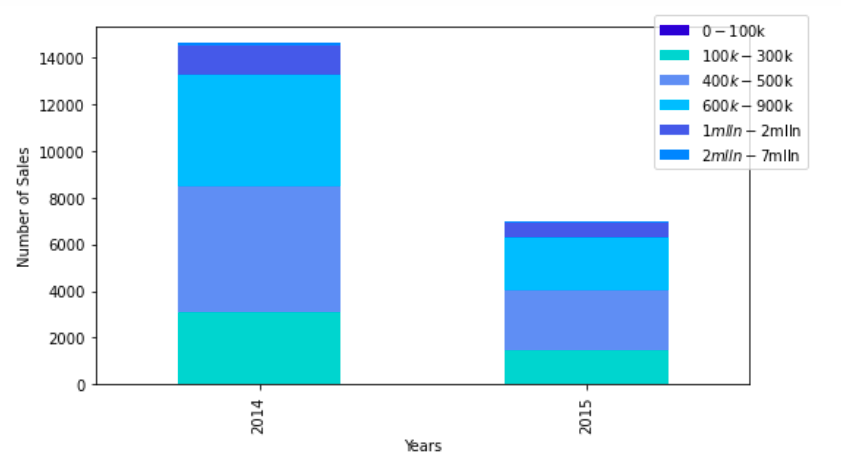 14000
12000
10000
8000
6000
4000
2000
0
Number of Sales
2014
2015
Years
0 − 100k
100k − 300k
400k − 500k
600k − 900k
1mlln − 2mlln
2mlln − 7mlln